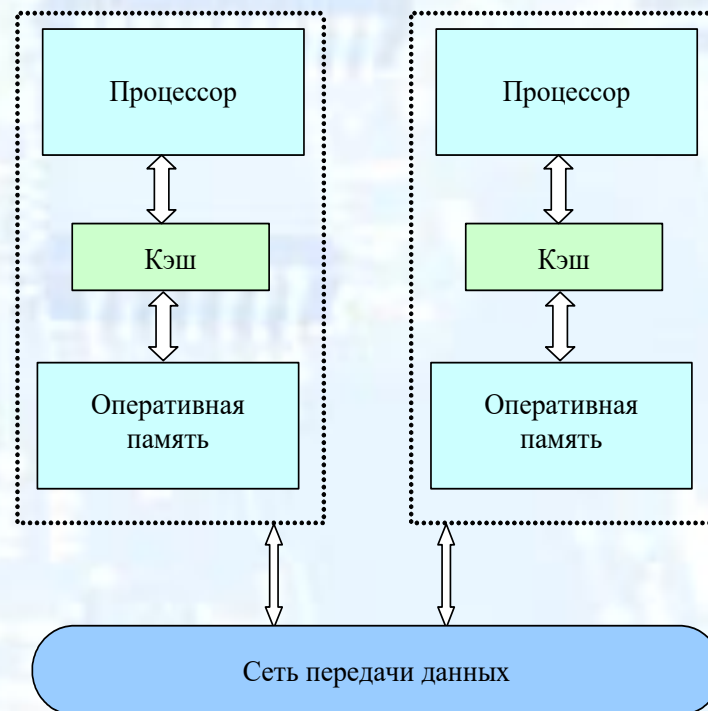 Процессор
Кэш
Оперативная
память
Процессор
Кэш
Оперативная
память
Сеть передачи данных